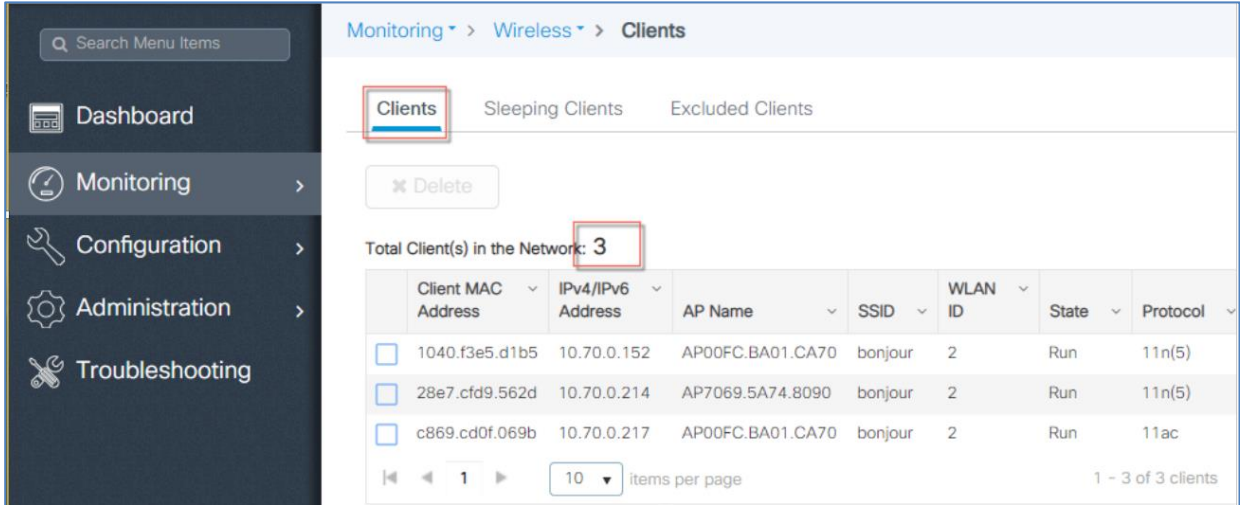 Search Menu Items
Dashboard
Monitoring
Configuration
Administration
Troubleshooting
Monitoring > Wireless > Clients
Clients Sleeping Clients Excluded Clients
Delete
Total Client(s) in the Network: 3
Client MAC Address IPv4/IPv6 Address AP Name SSID WLAN ID State Protocol
1040.f3e5.d1b5 10.70.0.152 AP00FC.BA01.CA70 bonjour 2 Run 11n(5)
28e7.cfd9.562d 10.70.0.214 AP7069.5A74.8090 bonjour 2 Run 11n(5)
c869.cd0f.069b 10.70.0.217 AP00FC.BA01.CA70 bonjour 2 Run 11ac
1 10 items per page 1 - 3 of 3 clients